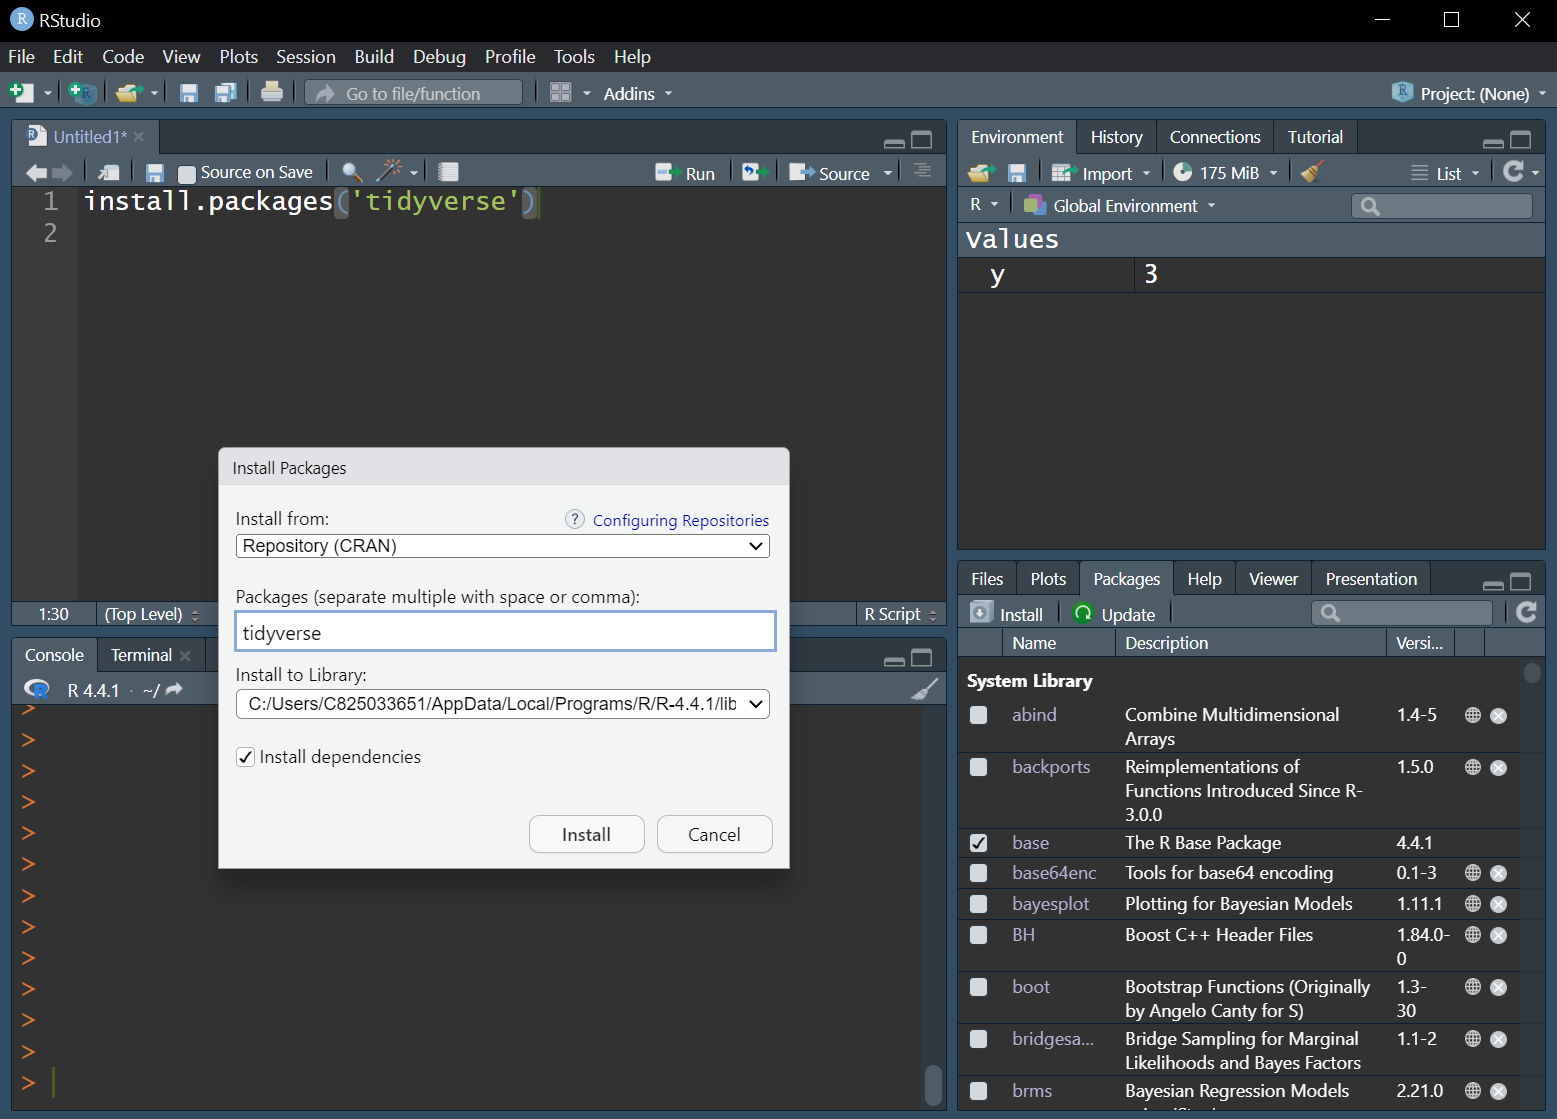 RStudio
File Edit Code View Plots Session Build Debug Profile Tools Help
Go to file/function Addins Project: (None)
Untitled1*
Source on Save Run Source
1 install.packages('tidyverse')
2
1:30 (Top Level) R Script
Install Packages
Install from: ? Configuring Repositories
Repository (CRAN)
Packages (separate multiple with space or comma):
tidyverse
Install to Library:
C:/Users/C825033651/AppData/Local/Programs/R/R-4.4.1/lib
Install dependencies
Install Cancel
Console Terminal
R 4.4.1 · ~/
>
>
>
>
>
>
>
>
>
>
>
>
>
Environment History Connections Tutorial
Import 175 MiB List
R Global Environment
Values
y 3
Files Plots Packages Help Viewer Presentation
Install Update
Name Description Versi...
System Library
abind Combine Multidimensional 1.4-5
Arrays
backports Reimplementations of 1.5.0
Functions Introduced Since R-
3.0.0
base The R Base Package 4.4.1
base64enc Tools for base64 encoding 0.1-3
bayesplot Plotting for Bayesian Models 1.11.1
BH Boost C++ Header Files 1.84.0-
0
boot Bootstrap Functions (Originally 1.3-
by Angelo Canty for S) 30
bridgesa... Bridge Sampling for Marginal 1.1-2
Likelihoods and Bayes Factors
brms Bayesian Regression Models 2.21.0